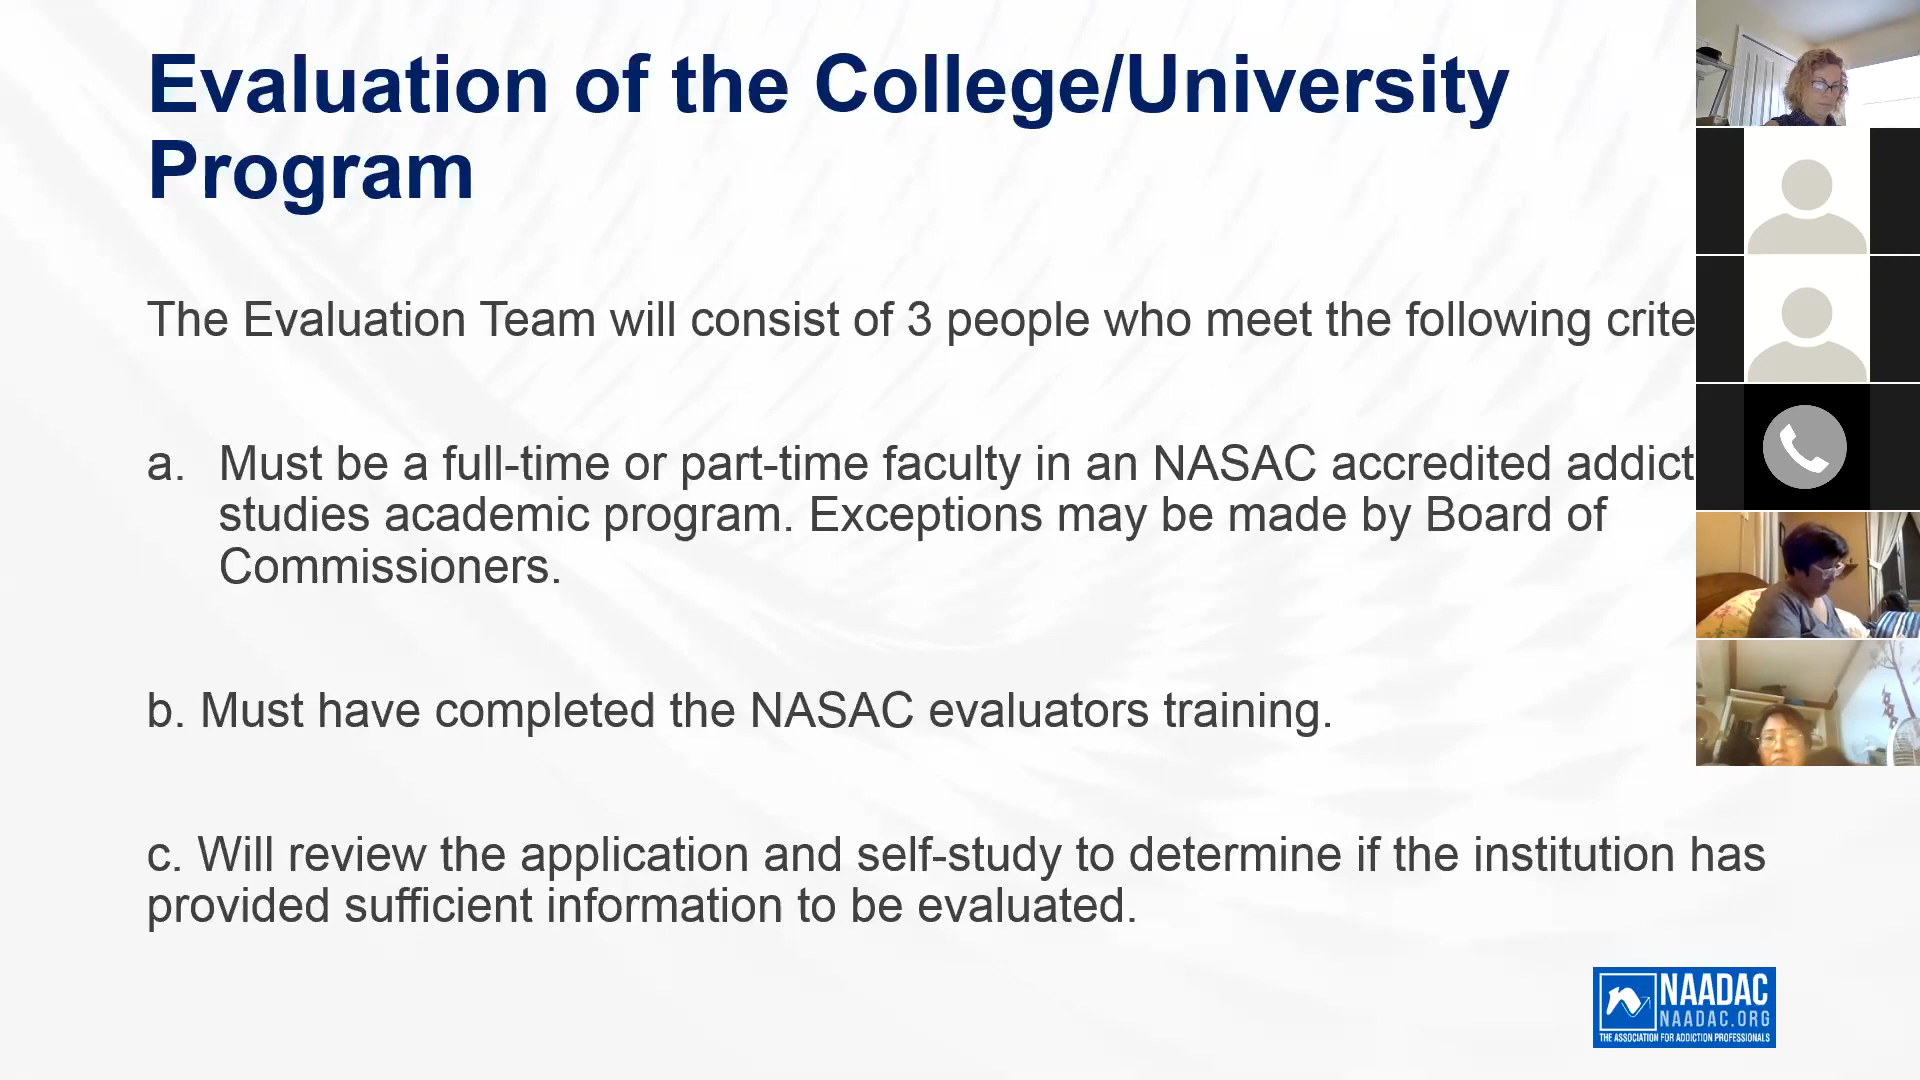 Evaluation of the College/University
Program
The Evaluation Team will consist of 3 people who meet the following crite
a. Must be a full-time or part-time faculty in an NASAC accredited addict
studies academic program. Exceptions may be made by Board of
Commissioners.
b. Must have completed the NASAC evaluators training.
c. Will review the application and self-study to determine if the institution has
provided sufficient information to be evaluated.
NAADAC
NAADAC.ORG
THE ASSOCIATION FOR ADDICTION PROFESSIONALS